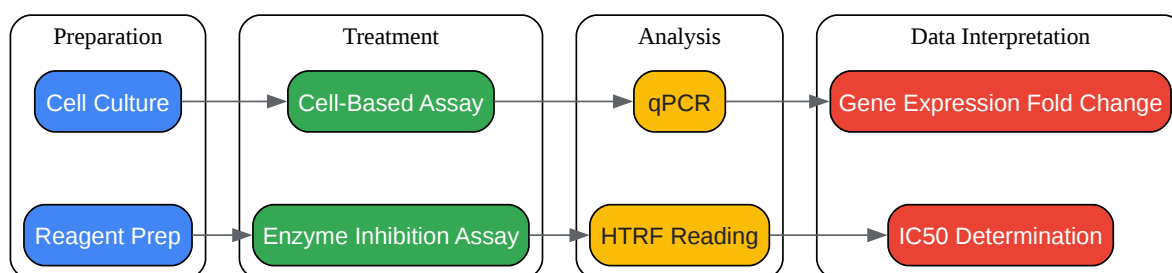 Preparation
Treatment
Analysis
Data Interpretation
Cell Culture
Cell-Based Assay
qPCR
Gene Expression Fold Change
Reagent Prep
Enzyme Inhibition Assay
HTRF Reading
IC50 Determination